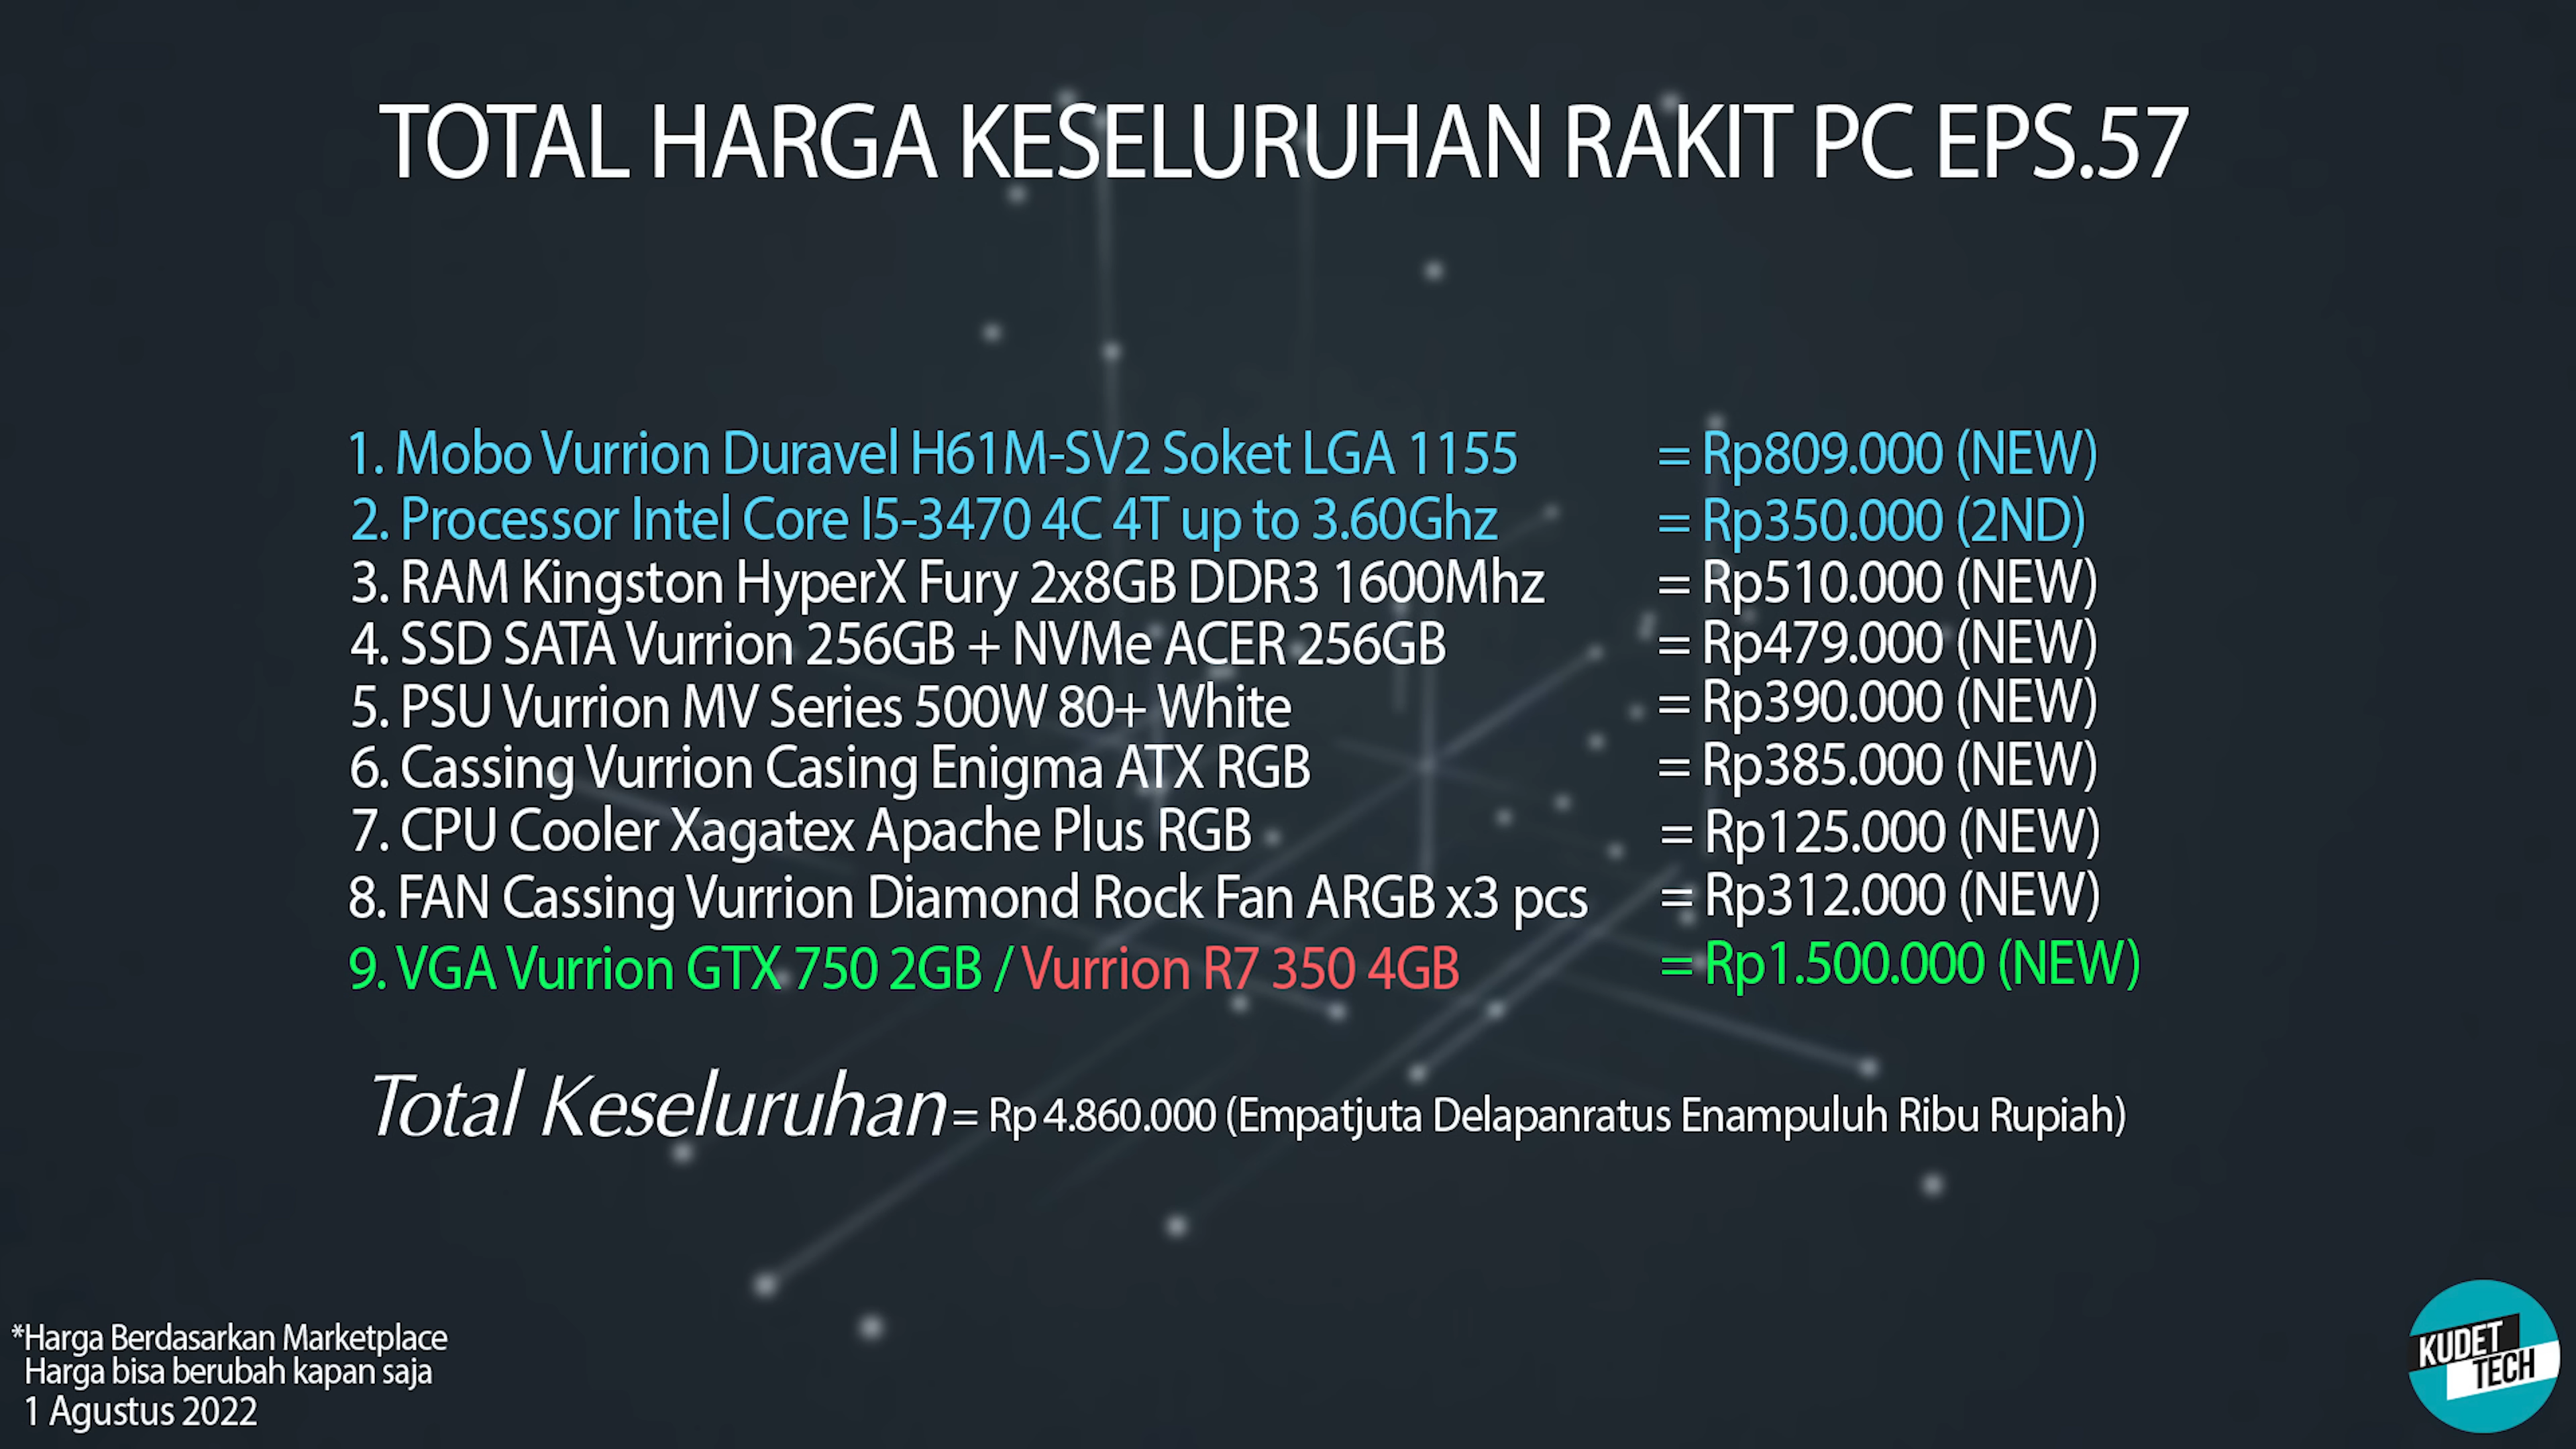 TOTAL HARGA KESELURUHAN RAKIT PC EPS.57
1. Mobo Vurrion Duravel H61M-SV2 Soket LGA 1155 = Rp809.000 (NEW)
2. Processor Intel Core I5-3470 4C 4T up to 3.60Ghz = Rp350.000 (2ND)
3. RAM Kingston HyperX Fury 2x8GB DDR3 1600Mhz = Rp510.000 (NEW)
4. SSD SATA Vurrion 256GB + NVMe ACER 256GB = Rp479.000 (NEW)
5. PSU Vurrion MV Series 500W 80+ White = Rp390.000 (NEW)
6. Cassing Vurrion Casing Enigma ATX RGB = Rp385.000 (NEW)
7. CPU Cooler Xagatex Apache Plus RGB = Rp125.000 (NEW)
8. FAN Cassing Vurrion Diamond Rock Fan ARGB x3 pcs = Rp312.000 (NEW)
9. VGA Vurrion GTX 750 2GB / Vurrion R7 350 4GB = Rp1.500.000 (NEW)
Total Keseluruhan = Rp 4.860.000 (Empatjuta Delapanratus Enampuluh Ribu Rupiah)
*Harga Berdasarkan Marketplace
Harga bisa berubah kapan saja
1 Agustus 2022
KUDET
TECH